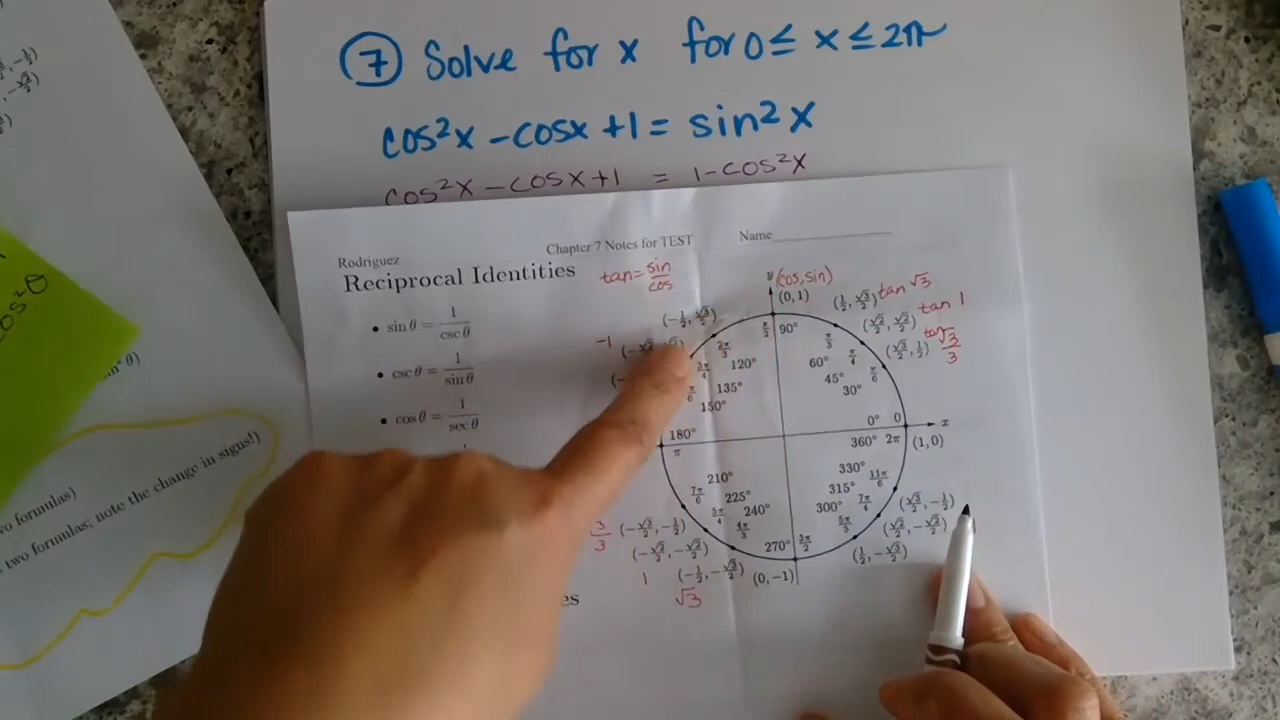 ⑦ Solve for x for 0 ≤ x ≤ 2π
cos²x - cosx + 1 = sin²x
cos²x - cosx + 1 = 1 - cos²x
Rodriguez
Chapter 7 Notes for TEST
Name
Reciprocal Identities
• sin θ = 1/csc θ
• csc θ = 1/sin θ
• cos θ = 1/sec θ
tan = sin/cos
y (cos, sin)
(0, 1)
(-1/2, √3/2)
-1
(1/2, √3/2) tan √3
(√2/2, √2/2) tan 1
(√3/2, 1/2) tan √3/3
π/2 90°
2π/3 120°
3π/4 135°
150°
π/3 60°
π/4 45°
π/6 30°
180° π
0° 0 x
360° 2π (1, 0)
7π/6 210°
5π/4 225°
4π/3 240°
270° 3π/2
330° 11π/6
315° 7π/4
300° 5π/3
(√3/2, -1/2)
(√2/2, -√2/2)
(1/2, -√3/2)
3/3 (-√3/2, -1/2)
(-√2/2, -√2/2)
1 (-1/2, -√3/2) (0, -1)
√3
es
cos²θ
²θ)
wo formulas)
two formulas; note the change in signs!)